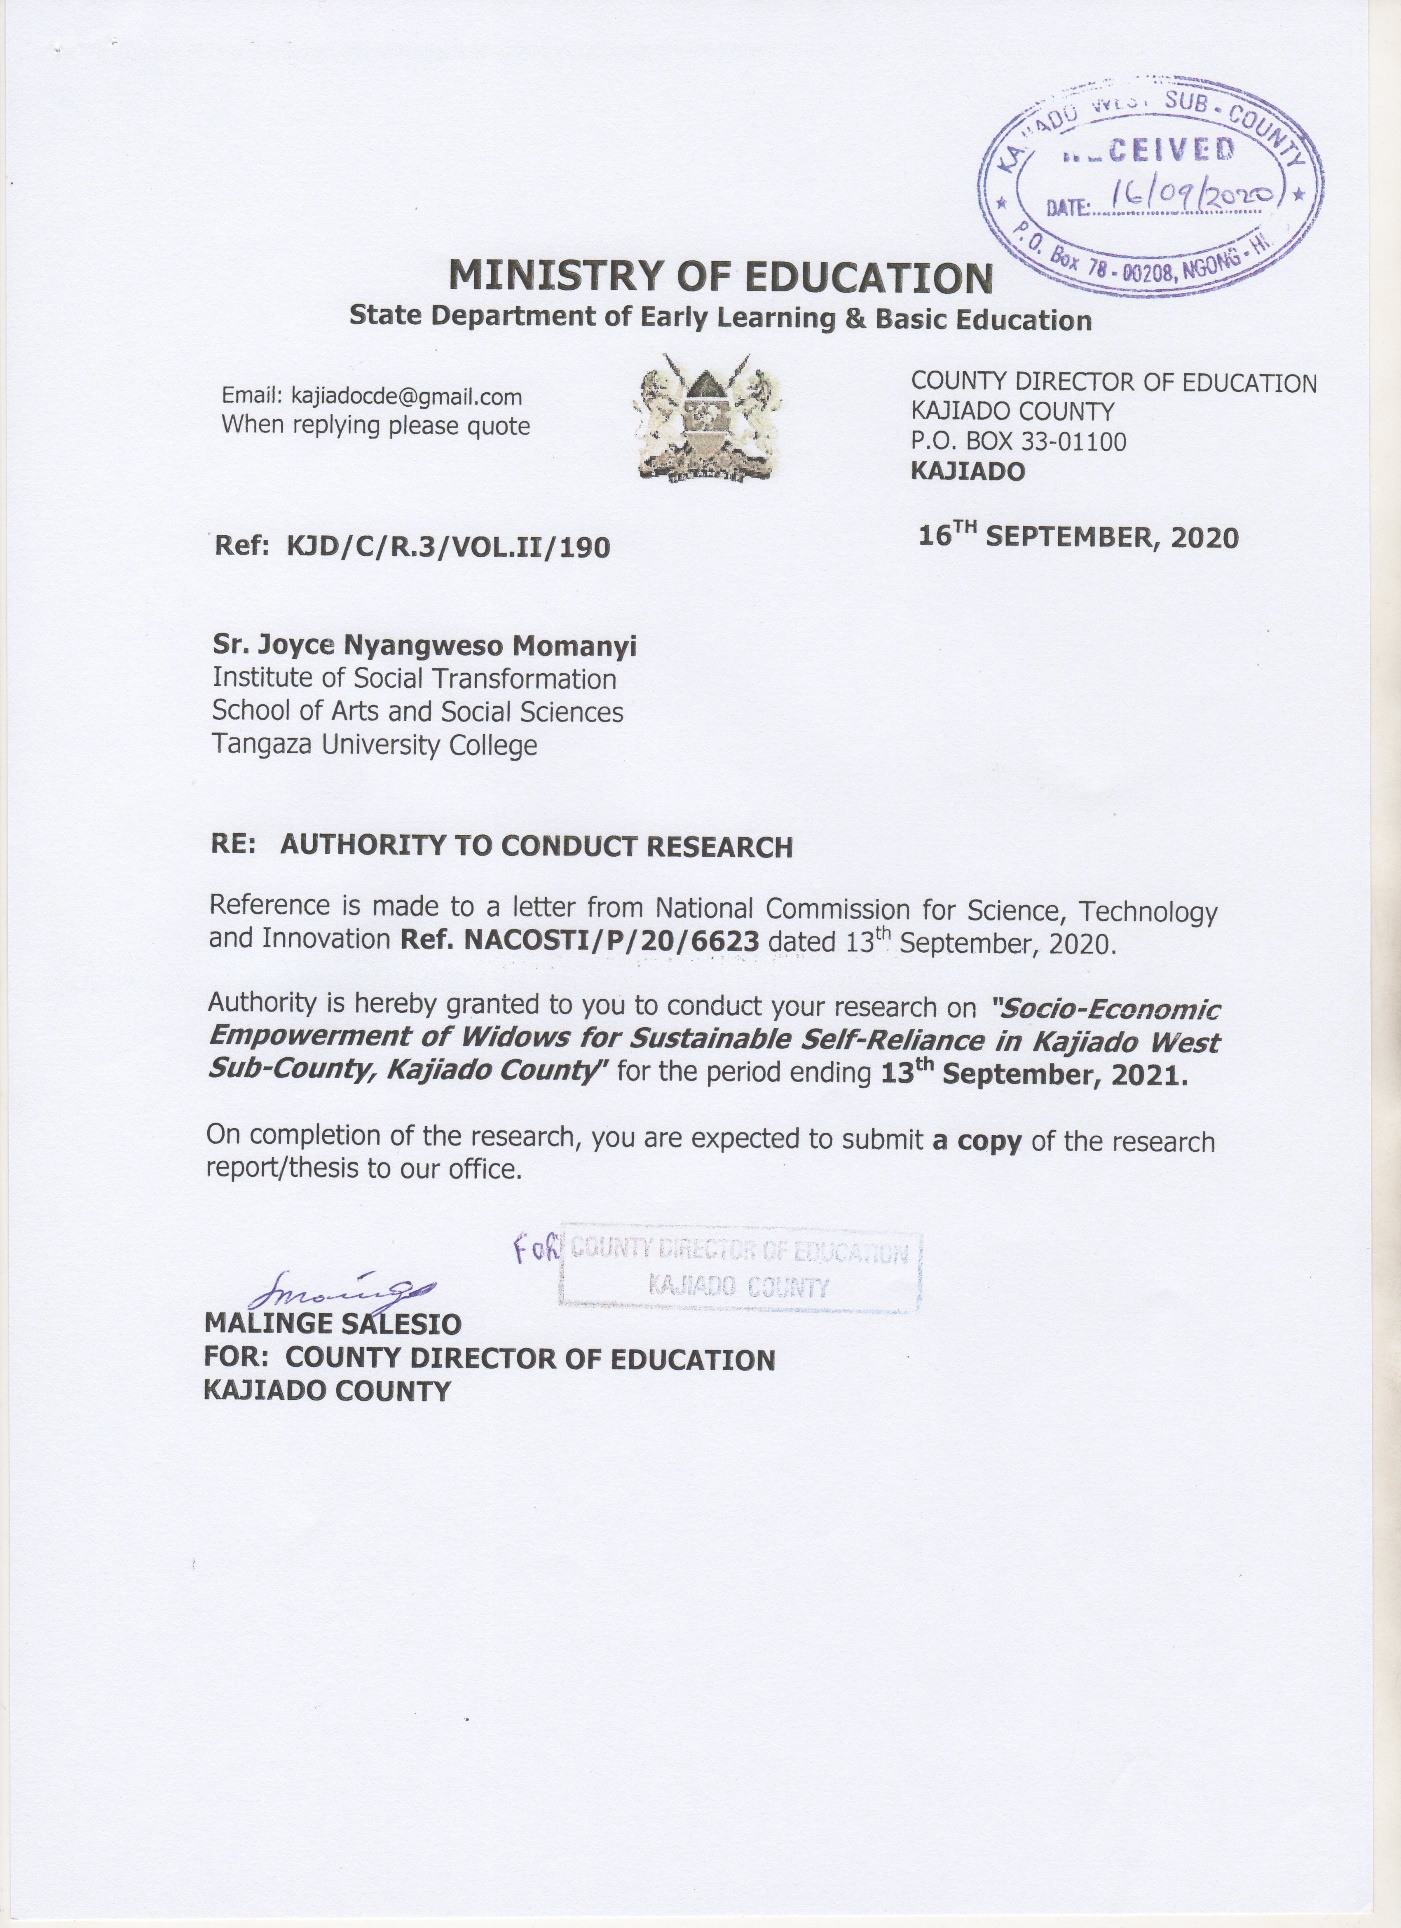 KAJIADO WEST SUB - COUNTY
RECEIVED
DATE: 16/09/2020
P.O. Box 78 - 00208, NGONG -
MINISTRY OF EDUCATION
State Department of Early Learning & Basic Education
Email: kajiadocde@gmail.com
When replying please quote
COUNTY DIRECTOR OF EDUCATION
KAJIADO COUNTY
P.O. BOX 33-01100
KAJIADO
Ref: KJD/C/R.3/VOL.II/190
16TH SEPTEMBER, 2020
Sr. Joyce Nyangweso Momanyi
Institute of Social Transformation
School of Arts and Social Sciences
Tangaza University College
RE: AUTHORITY TO CONDUCT RESEARCH
Reference is made to a letter from National Commission for Science, Technology
and Innovation Ref. NACOSTI/P/20/6623 dated 13th September, 2020.
Authority is hereby granted to you to conduct your research on "Socio-Economic
Empowerment of Widows for Sustainable Self-Reliance in Kajiado West
Sub-County, Kajiado County" for the period ending 13th September, 2021.
On completion of the research, you are expected to submit a copy of the research
report/thesis to our office.
FOR COUNTY DIRECTOR OF EDUCATION
KAJIADO COUNTY
MALINGE SALESIO
FOR: COUNTY DIRECTOR OF EDUCATION
KAJIADO COUNTY